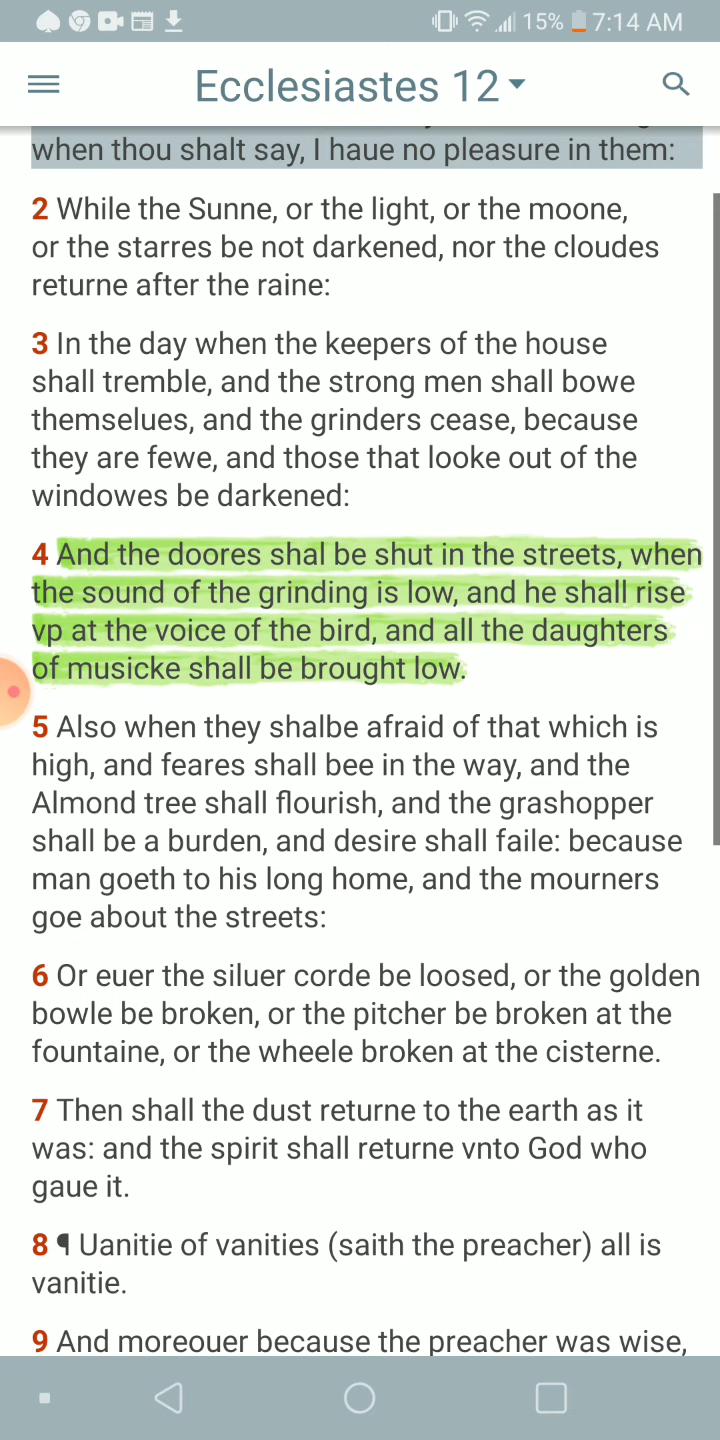 15% 7:14 AM
Ecclesiastes 12
when thou shalt say, I haue no pleasure in them:
2 While the Sunne, or the light, or the moone,
or the starres be not darkened, nor the cloudes
returne after the raine:
3 In the day when the keepers of the house
shall tremble, and the strong men shall bowe
themselues, and the grinders cease, because
they are fewe, and those that looke out of the
windowes be darkened:
4 And the doores shal be shut in the streets, when
the sound of the grinding is low, and he shall rise
vp at the voice of the bird, and all the daughters
of musicke shall be brought low.
5 Also when they shalbe afraid of that which is
high, and feares shall bee in the way, and the
Almond tree shall flourish, and the grashopper
shall be a burden, and desire shall faile: because
man goeth to his long home, and the mourners
goe about the streets:
6 Or euer the siluer corde be loosed, or the golden
bowle be broken, or the pitcher be broken at the
fountaine, or the wheele broken at the cisterne.
7 Then shall the dust returne to the earth as it
was: and the spirit shall returne vnto God who
gaue it.
8 ¶ Uanitie of vanities (saith the preacher) all is
vanitie.
9 And moreouer because the preacher was wise,